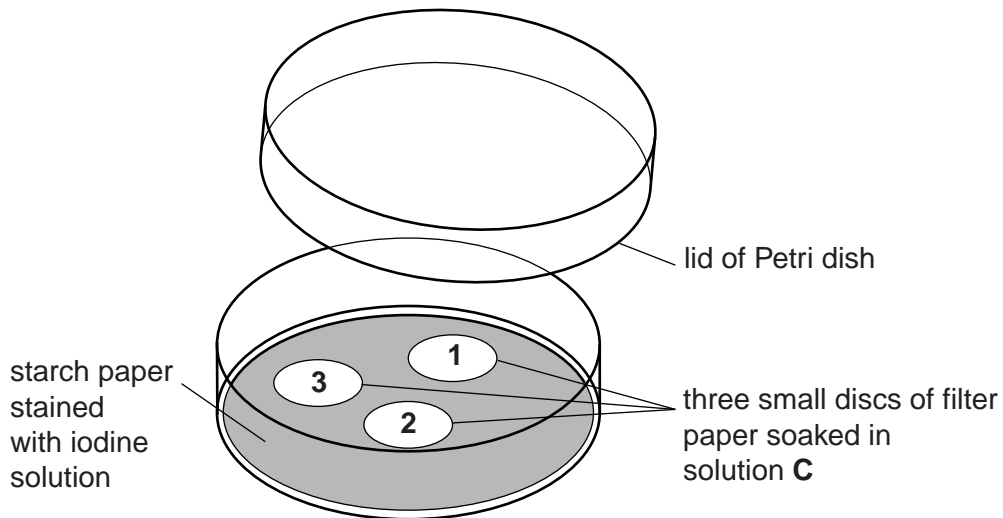 lid of Petri dish
1
3
2
starch paper
stained
with iodine
solution
three small discs of filter
paper soaked in
solution C